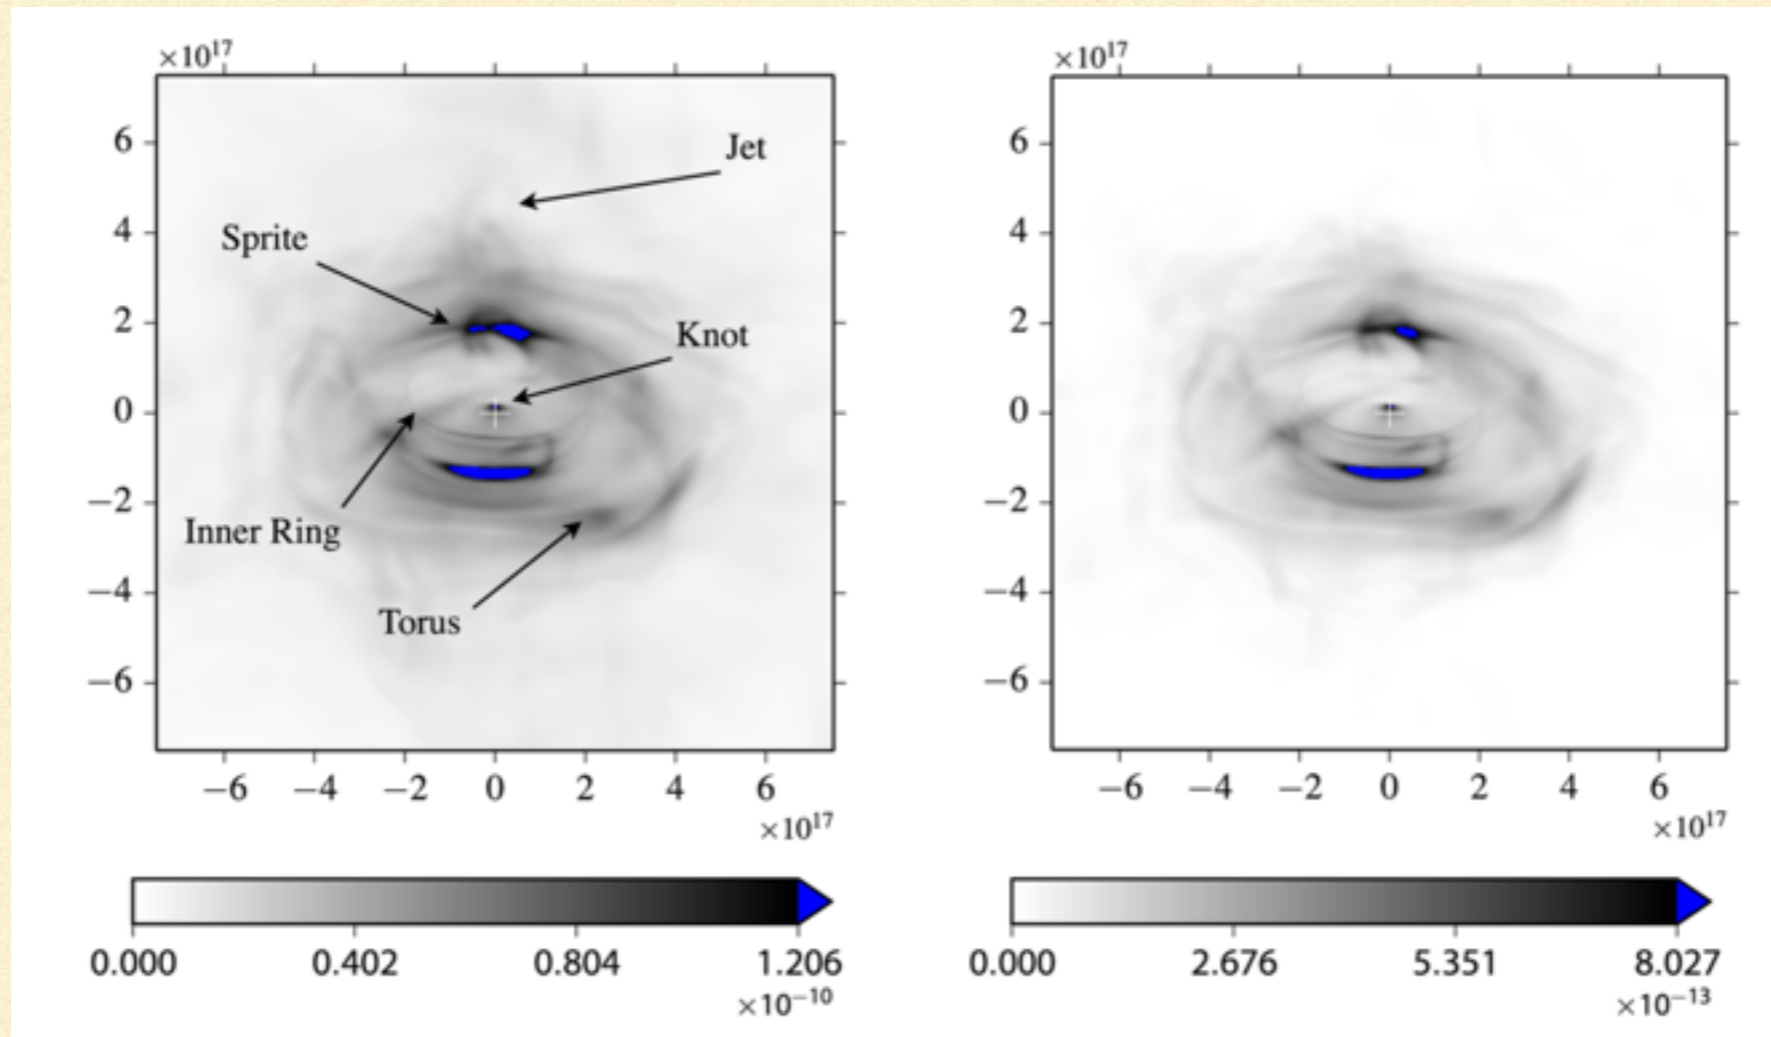 ×10¹⁷
6
4
2
0
−2
−4
−6
−6 −4 −2 0 2 4 6
×10¹⁷
Jet
Sprite
Knot
Inner Ring
Torus
0.000 0.402 0.804 1.206
×10⁻¹⁰
×10¹⁷
6
4
2
0
−2
−4
−6
−6 −4 −2 0 2 4 6
×10¹⁷
0.000 2.676 5.351 8.027
×10⁻¹³